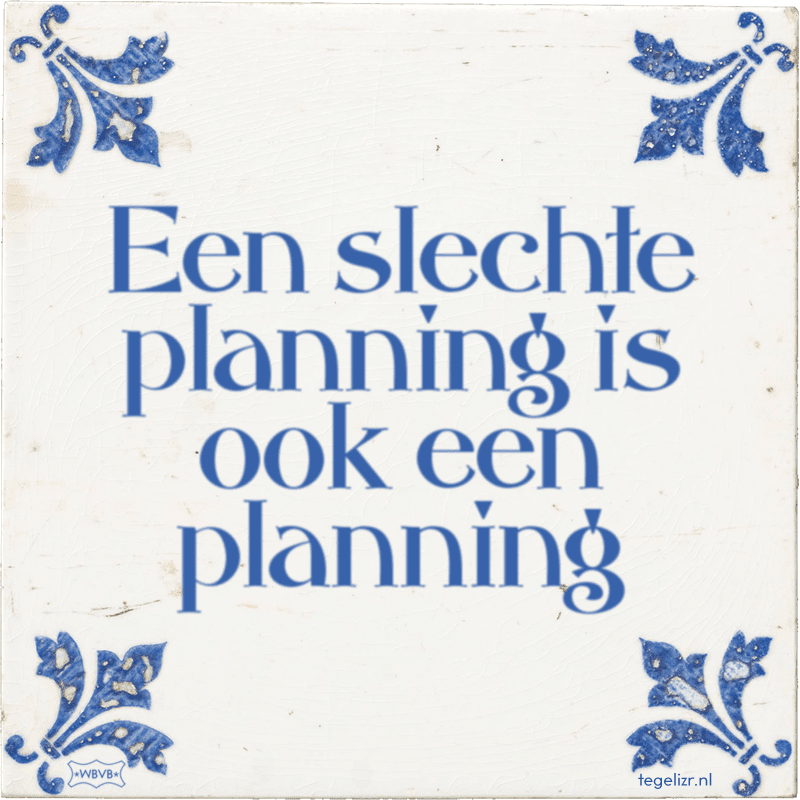 Een slechte
planning is
ook een
planning
*WBVB*
tegelizr.nl